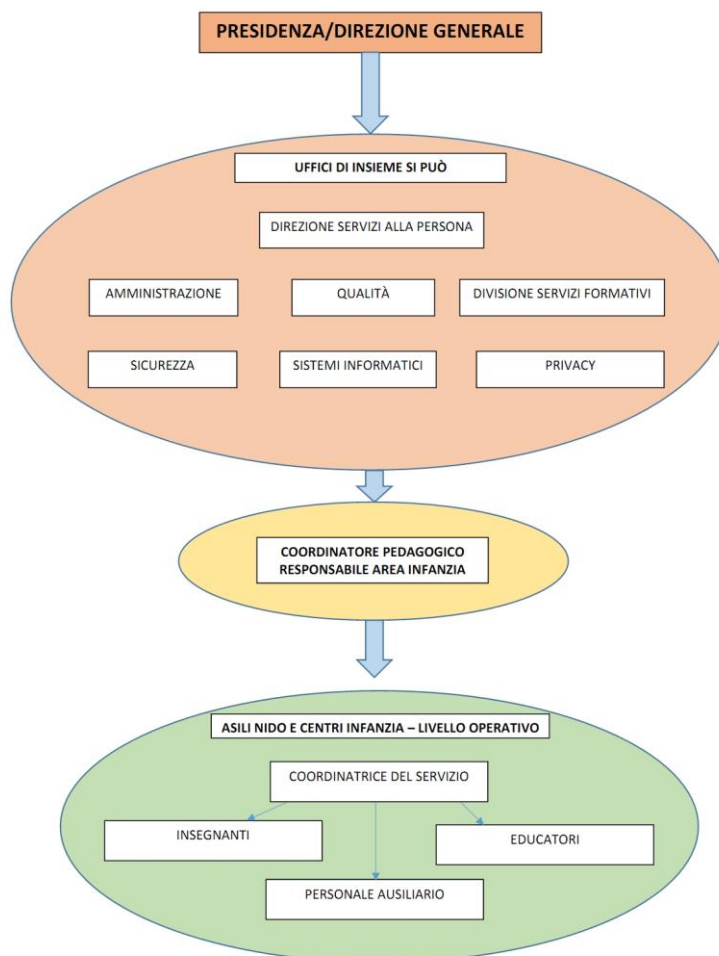 PRESIDENZA/DIREZIONE GENERALE
UFFICI DI INSIEME SI PUÒ
DIREZIONE SERVIZI ALLA PERSONA
AMMINISTRAZIONE
QUALITÀ
DIVISIONE SERVIZI FORMATIVI
SICUREZZA
SISTEMI INFORMATICI
PRIVACY
COORDINATORE PEDAGOGICO
RESPONSABILE AREA INFANZIA
ASILI NIDO E CENTRI INFANZIA – LIVELLO OPERATIVO
COORDINATRICE DEL SERVIZIO
INSEGNANTI
EDUCATORI
PERSONALE AUSILIARIO